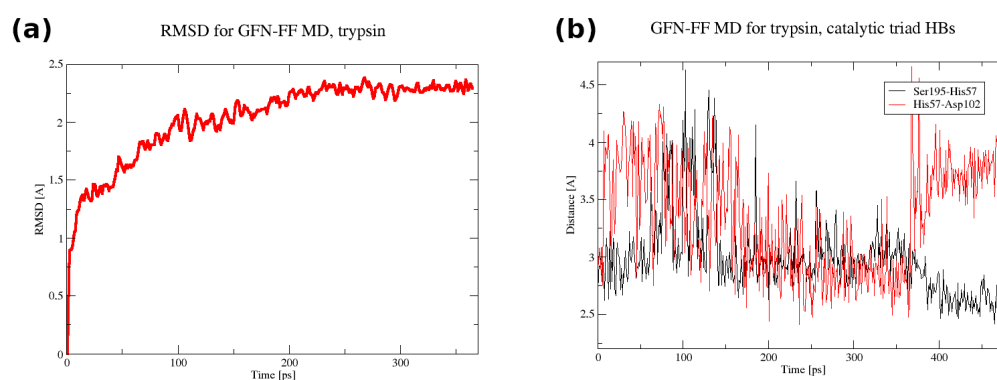 (a)
RMSD for GFN-FF MD, trypsin
2.5
2
1.5
1
0.5
0
RMSD [A]
0 100 200 300
Time [ps]
(b)
GFN-FF MD for trypsin, catalytic triad HBs
Ser195-His57
His57-Asp102
4.5
4
3.5
3
2.5
Distance [A]
0 100 200 300 400
Time [ps]